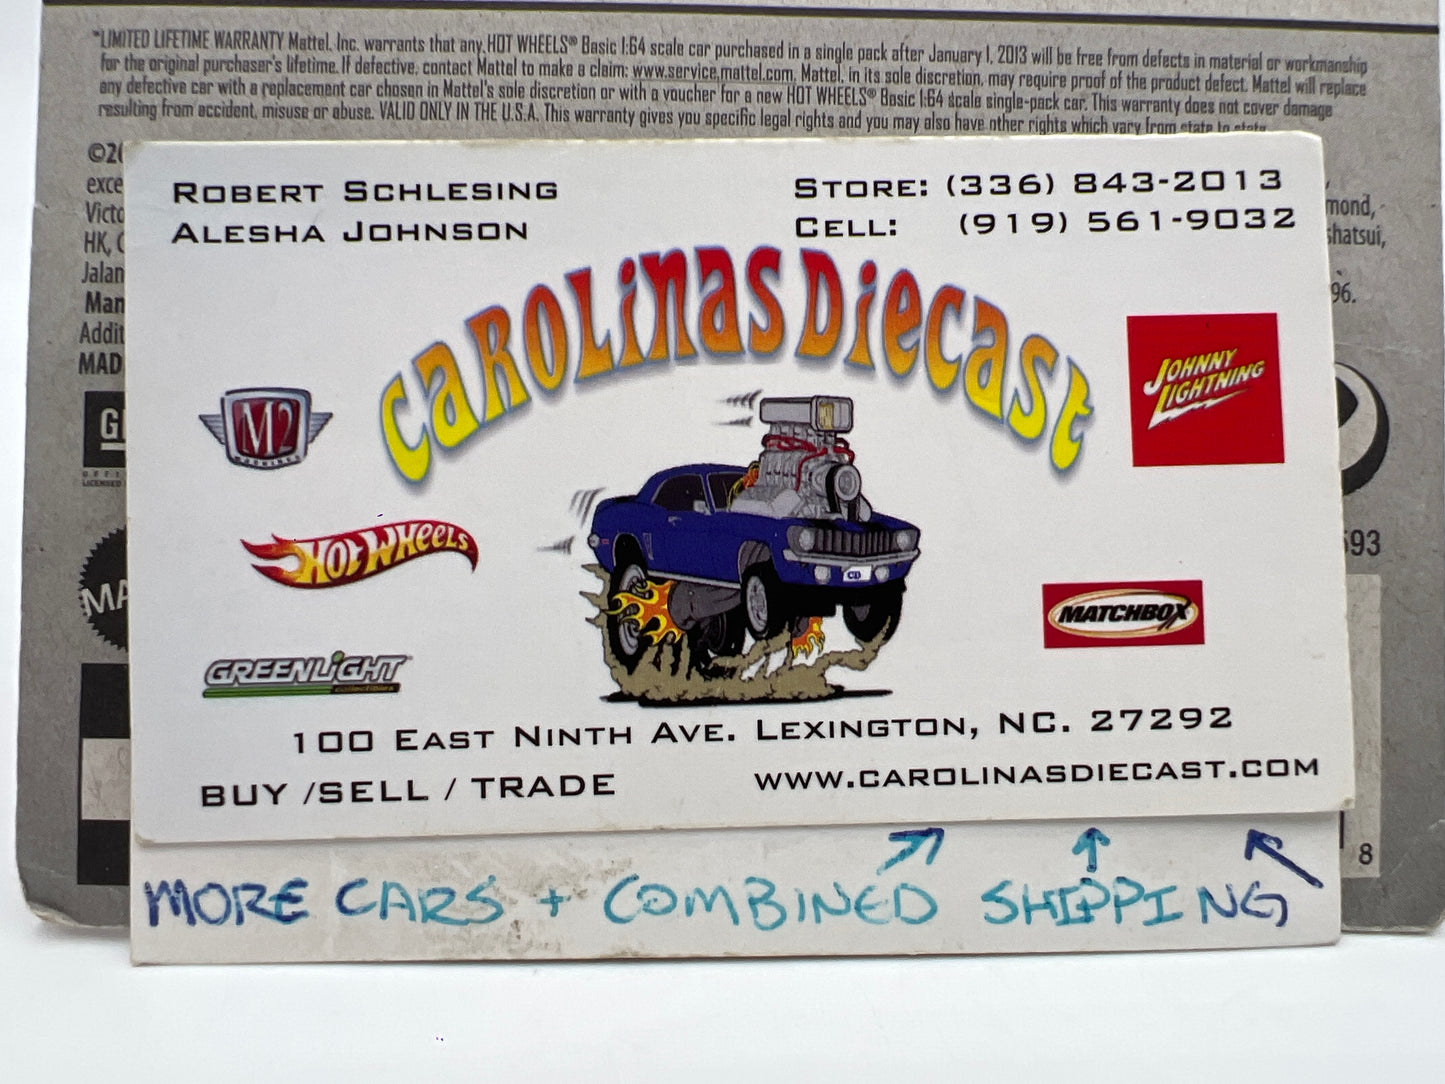 *LIMITED LIFETIME WARRANTY Mattel, Inc. warrants that any HOT WHEELS® Basic 1:64 scale car purchased in a single pack after January 1, 2013 will be free from defects in material or workmanship
for the original purchaser's lifetime. If defective, contact Mattel to make a claim: www.service.mattel.com. Mattel, in its sole discretion, may require proof of the product defect. Mattel will replace
any defective car with a replacement car chosen in Mattel's sole discretion or with a voucher for a new HOT WHEELS® Basic 1:64 scale single-pack car. This warranty does not cover damage
resulting from accident, misuse or abuse. VALID ONLY IN THE U.S.A. This warranty gives you specific legal rights and you may also have other rights which vary from state to state.
ROBERT SCHLESING
ALESHA JOHNSON
STORE: (336) 843-2013
CELL: (919) 561-9032
CAROLINAS DIECAST
M2
MACHINES
JOHNNY
LIGHTNING
HOT WHEELS
CD
MATCHBOX
GREENLIGHT
COLLECTIBLES
100 EAST NINTH AVE. LEXINGTON, NC. 27292
BUY /SELL / TRADE
WWW.CAROLINASDIECAST.COM
8
MORE CARS + COMBINED SHIPPING